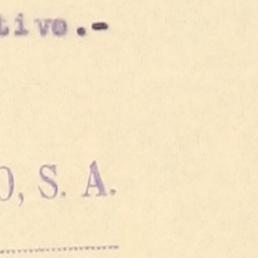 tivo.-
O, S. A.